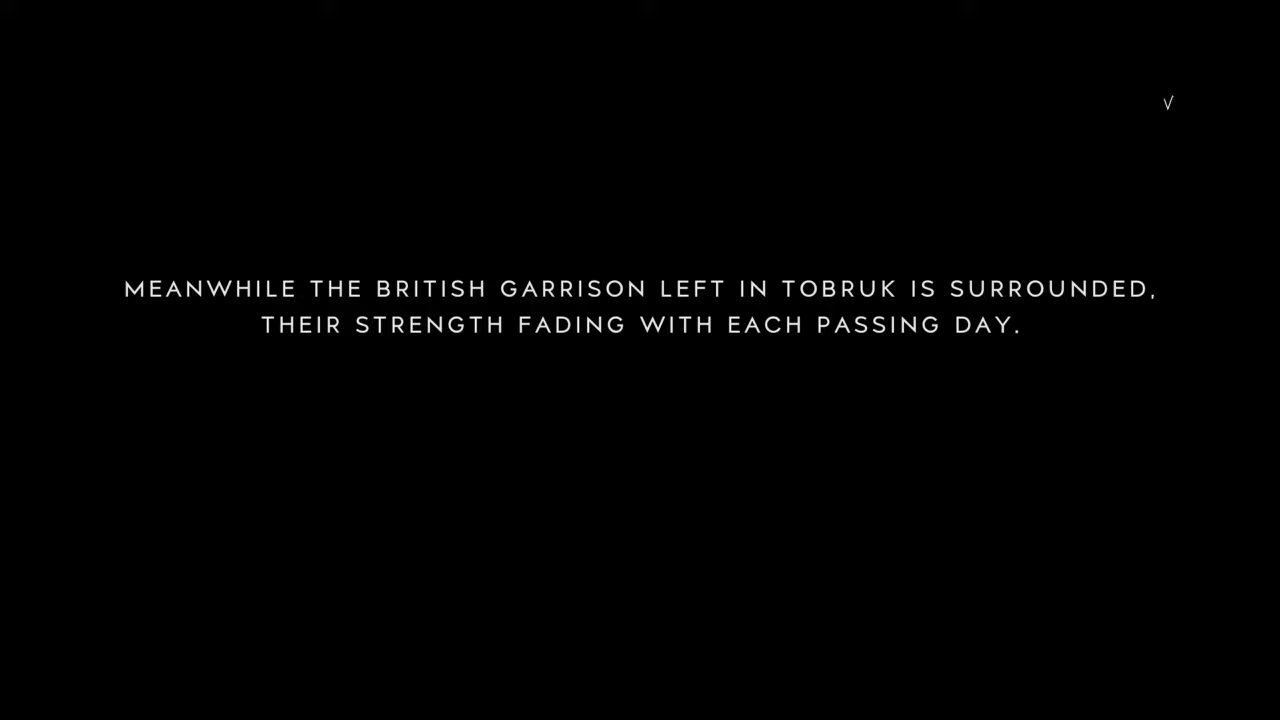 √
MEANWHILE THE BRITISH GARRISON LEFT IN TOBRUK IS SURROUNDED,
THEIR STRENGTH FADING WITH EACH PASSING DAY.